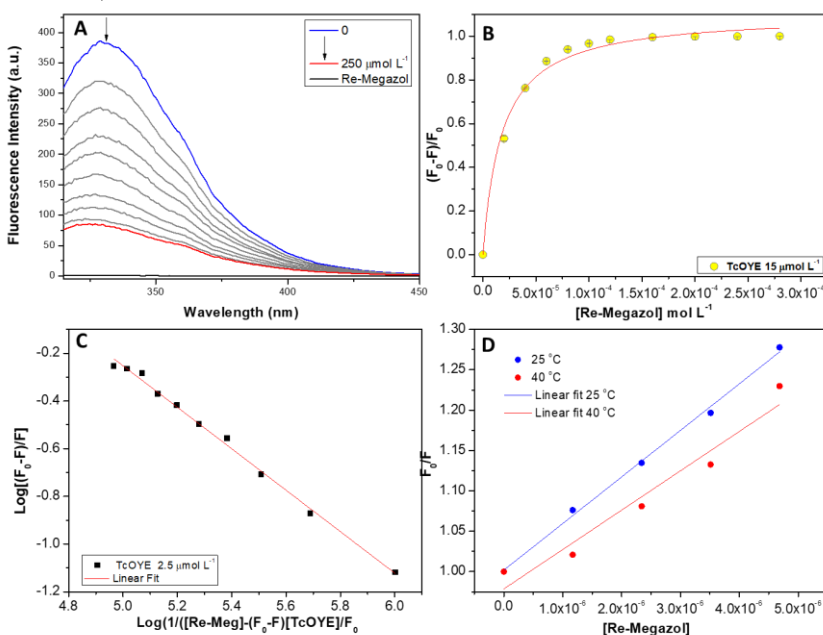 A
0
250 μmol L⁻¹
Re-Megazol
400
350
300
250
200
150
100
50
0
Fluorescence Intensity (a.u.)
350
400
450
Wavelength (nm)
B
1.0
0.8
0.6
0.4
0.2
0.0
(F₀-F)/F₀
TcOYE 15 μmol L⁻¹
0.0
5.0x10⁻⁵
1.0x10⁻⁴
1.5x10⁻⁴
2.0x10⁻⁴
2.5x10⁻⁴
3.0x10⁻⁴
[Re-Megazol] mol L⁻¹
C
-0.2
-0.4
-0.6
-0.8
-1.0
-1.2
Log[(F₀-F)/F]
TcOYE 2.5 μmol L⁻¹
Linear Fit
4.8
5.0
5.2
5.4
5.6
5.8
6.0
Log(1/([Re-Meg]-(F₀-F)[TcOYE]/F₀
D
25 °C
40 °C
Linear fit 25 °C
Linear fit 40 °C
1.30
1.25
1.20
1.15
1.10
1.05
1.00
F₀/F
0.0
1.0x10⁻⁶
2.0x10⁻⁶
3.0x10⁻⁶
4.0x10⁻⁶
5.0x10⁻⁶
[Re-Megazol]